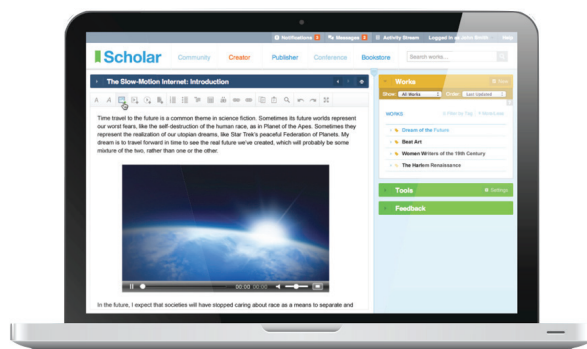 Notifications Messages Activity Stream Logged in as John Smith Help
Scholar Community Creator Publisher Conference Bookstore Search works...
The Slow-Motion Internet: Introduction
Time travel to the future is a common theme in science fiction. Sometimes its future worlds represent
our worst fears, like the self-destruction of the human race, as in Planet of the Apes. Sometimes they
represent the realization of our utopian dreams, like Star Trek's peaceful Federation of Planets. My
dream is to travel forward in time to see the real future we've created, which will probably be some
mixture of the two, rather than one or the other.
00:00 00:00
In the future, I expect that societies will have stopped caring about race as a means to separate and
Works
Show: All Works Order: Last Updated
WORKS
Dream of the Future
Beat Art
Women Writers of the 19th Century
The Harlem Renaissance
Tools Settings
Feedback